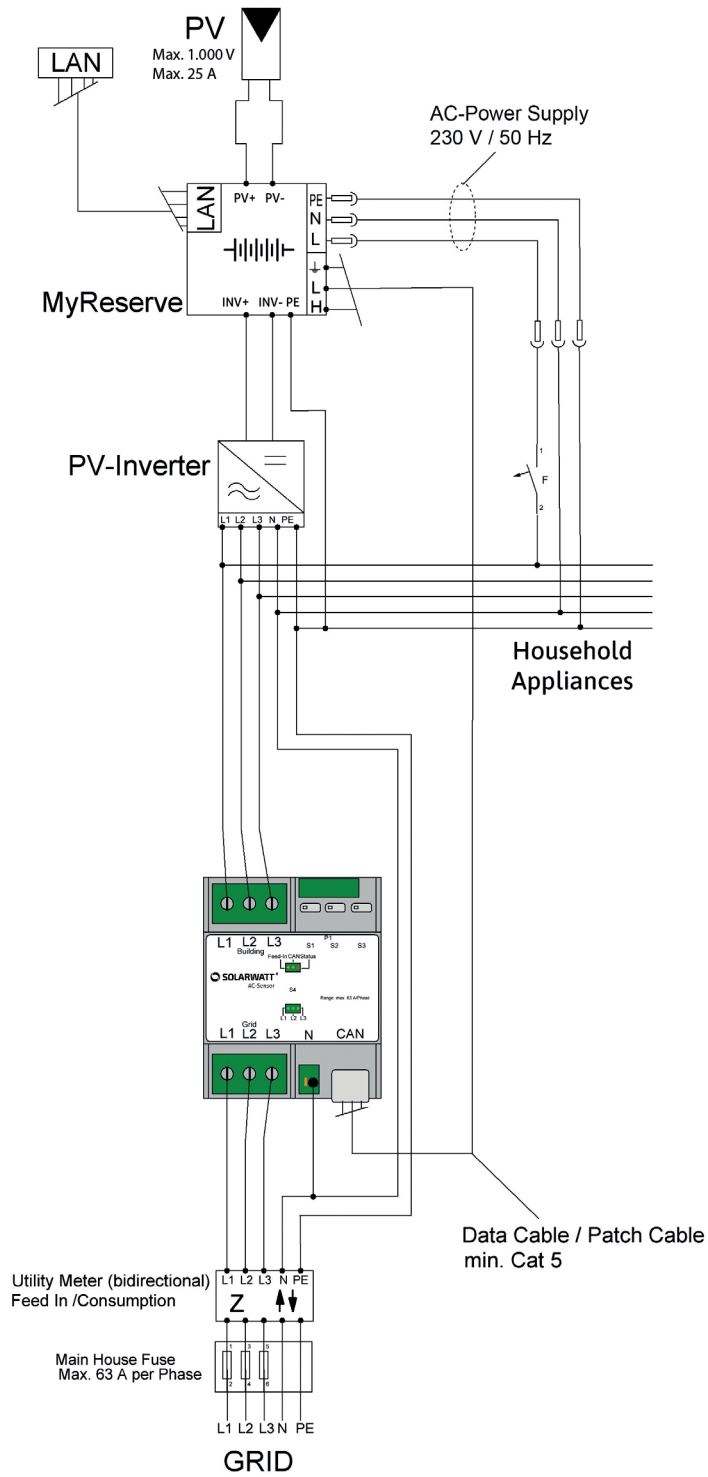 PV
Max. 1.000 V
Max. 25 A
LAN
AC-Power Supply
230 V / 50 Hz
LAN
PV+ PV-
PE
N
L
L
H
MyReserve
INV+ INV- PE
PV-Inverter
L1 L2 L3 N PE
1
F
2
Household
Appliances
L1 L2 L3
Building
P1
S1 S2 S3
Feed-In CAN Status
SOLARWATT®
AC-Sensor
S4
Range: max. 63 A/Phase
L1 L2 L3
Grid
L1 L2 L3 N CAN
Data Cable / Patch Cable
min. Cat 5
Utility Meter (bidirectional)
Feed In /Consumption
L1 L2 L3 N PE
Z
Main House Fuse
Max. 63 A per Phase
1 3 5
2 4 6
L1 L2 L3 N PE
GRID